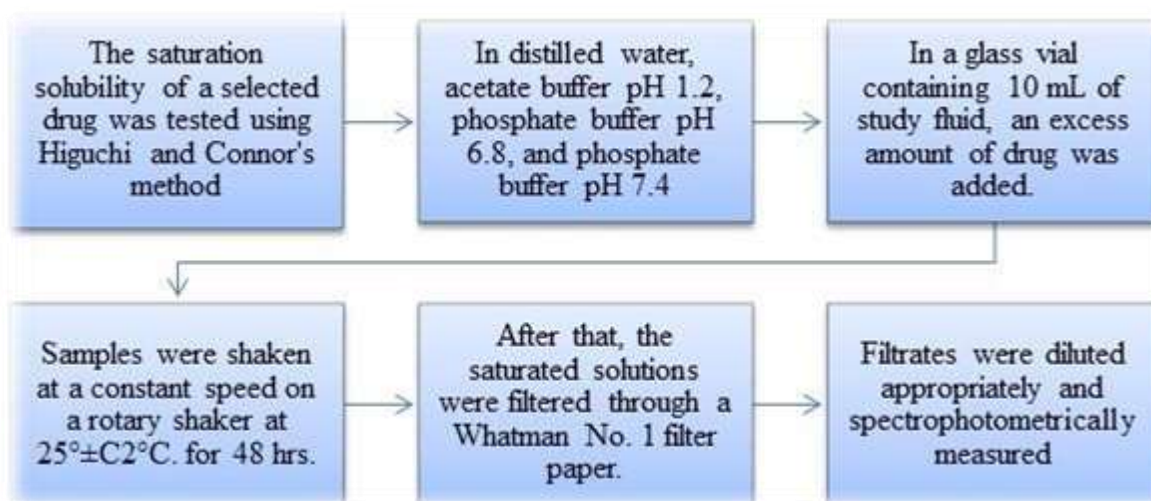 The saturation
solubility of a selected
drug was tested using
Higuchi and Connor's
method
In distilled water,
acetate buffer pH 1.2,
phosphate buffer pH
6.8, and phosphate
buffer pH 7.4
In a glass vial
containing 10 mL of
study fluid, an excess
amount of drug was
added.
Samples were shaken
at a constant speed on
a rotary shaker at
25°±C2°C. for 48 hrs.
After that, the
saturated solutions
were filtered through a
Whatman No. 1 filter
paper.
Filtrates were diluted
appropriately and
spectrophotometrically
measured